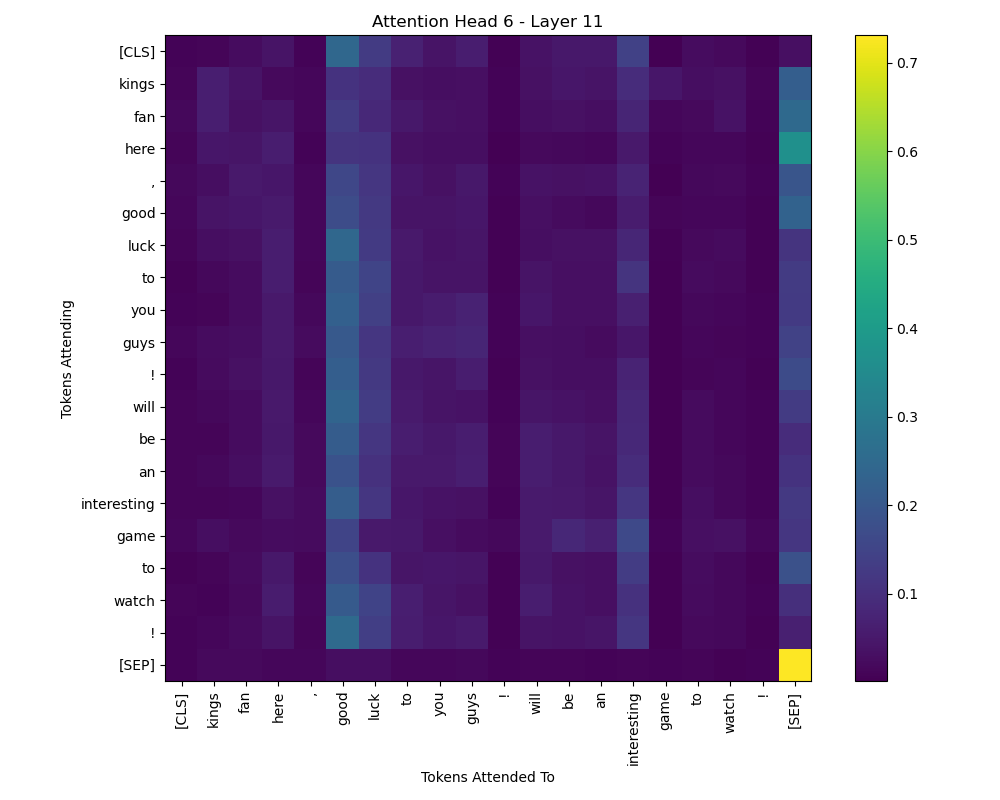 Attention Head 6 - Layer 11
Tokens Attending
[CLS]
kings
fan
here
,
good
luck
to
you
guys
!
will
be
an
interesting
game
to
watch
!
[SEP]
[CLS]
kings
fan
here
,
good
luck
to
you
guys
!
will
be
an
interesting
game
to
watch
!
[SEP]
Tokens Attended To
0.7
0.6
0.5
0.4
0.3
0.2
0.1